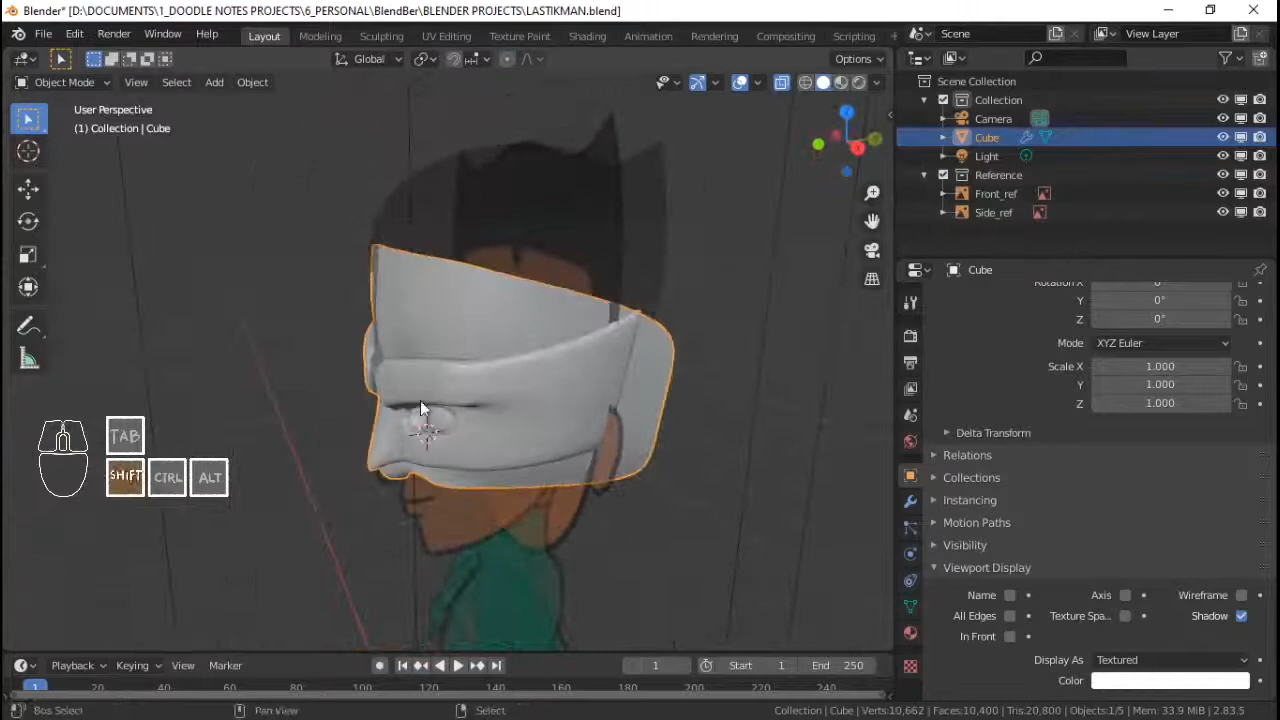 Blender* [D:\DOCUMENTS\1_DOODLE NOTES PROJECTS\6_PERSONAL\BlendBer\BLENDER PROJECTS\LASTIKMAN.blend]
File Edit Render Window Help Layout Modeling Sculpting UV Editing Texture Paint Shading Animation Rendering Compositing Scripting Scene View Layer
Global Options
Object Mode View Select Add Object
User Perspective
(1) Collection | Cube
Scene Collection
Collection
Camera
Cube
Light
Reference
Front_ref
Side_ref
Cube
Rotation X 0°
Y 0°
Z 0°
Mode XYZ Euler
Scale X 1.000
Y 1.000
Z 1.000
Delta Transform
Relations
Collections
Instancing
Motion Paths
Visibility
Viewport Display
Name Axis Wireframe
All Edges Texture Spa... Shadow
In Front
Display As Textured
Color
TAB
SHIFT CTRL ALT
Playback Keying View Marker 1 Start 1 End 250
1 20 40 60 80 100 120 140 160 180 200 220 240
Box Select Pan View Select Collection | Cube | Verts:10,662 | Faces:10,400 | Tris:20,800 | Objects:1/5 | Mem: 33.9 MiB | 2.83.5